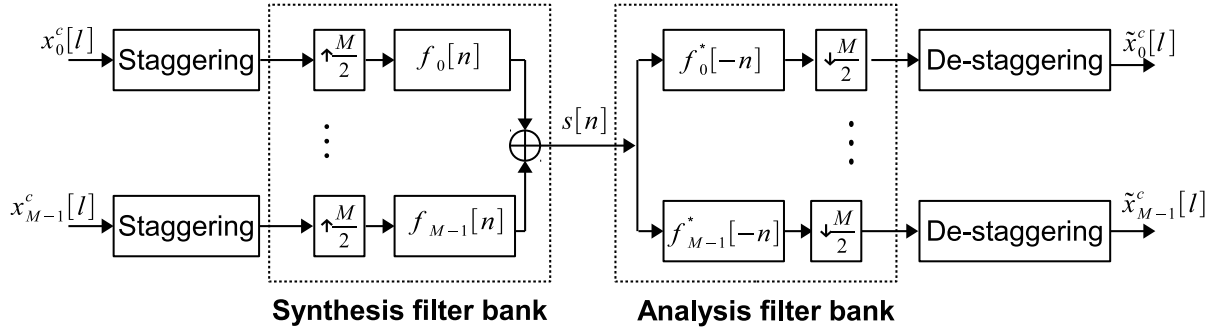 x_0^c[l]
Staggering
↑M/2
f_0[n]
f_0^*[-n]
↓M/2
De-staggering
x̃_0^c[l]
s[n]
x_{M-1}^c[l]
Staggering
↑M/2
f_{M-1}[n]
f_{M-1}^*[-n]
↓M/2
De-staggering
x̃_{M-1}^c[l]
Synthesis filter bank
Analysis filter bank